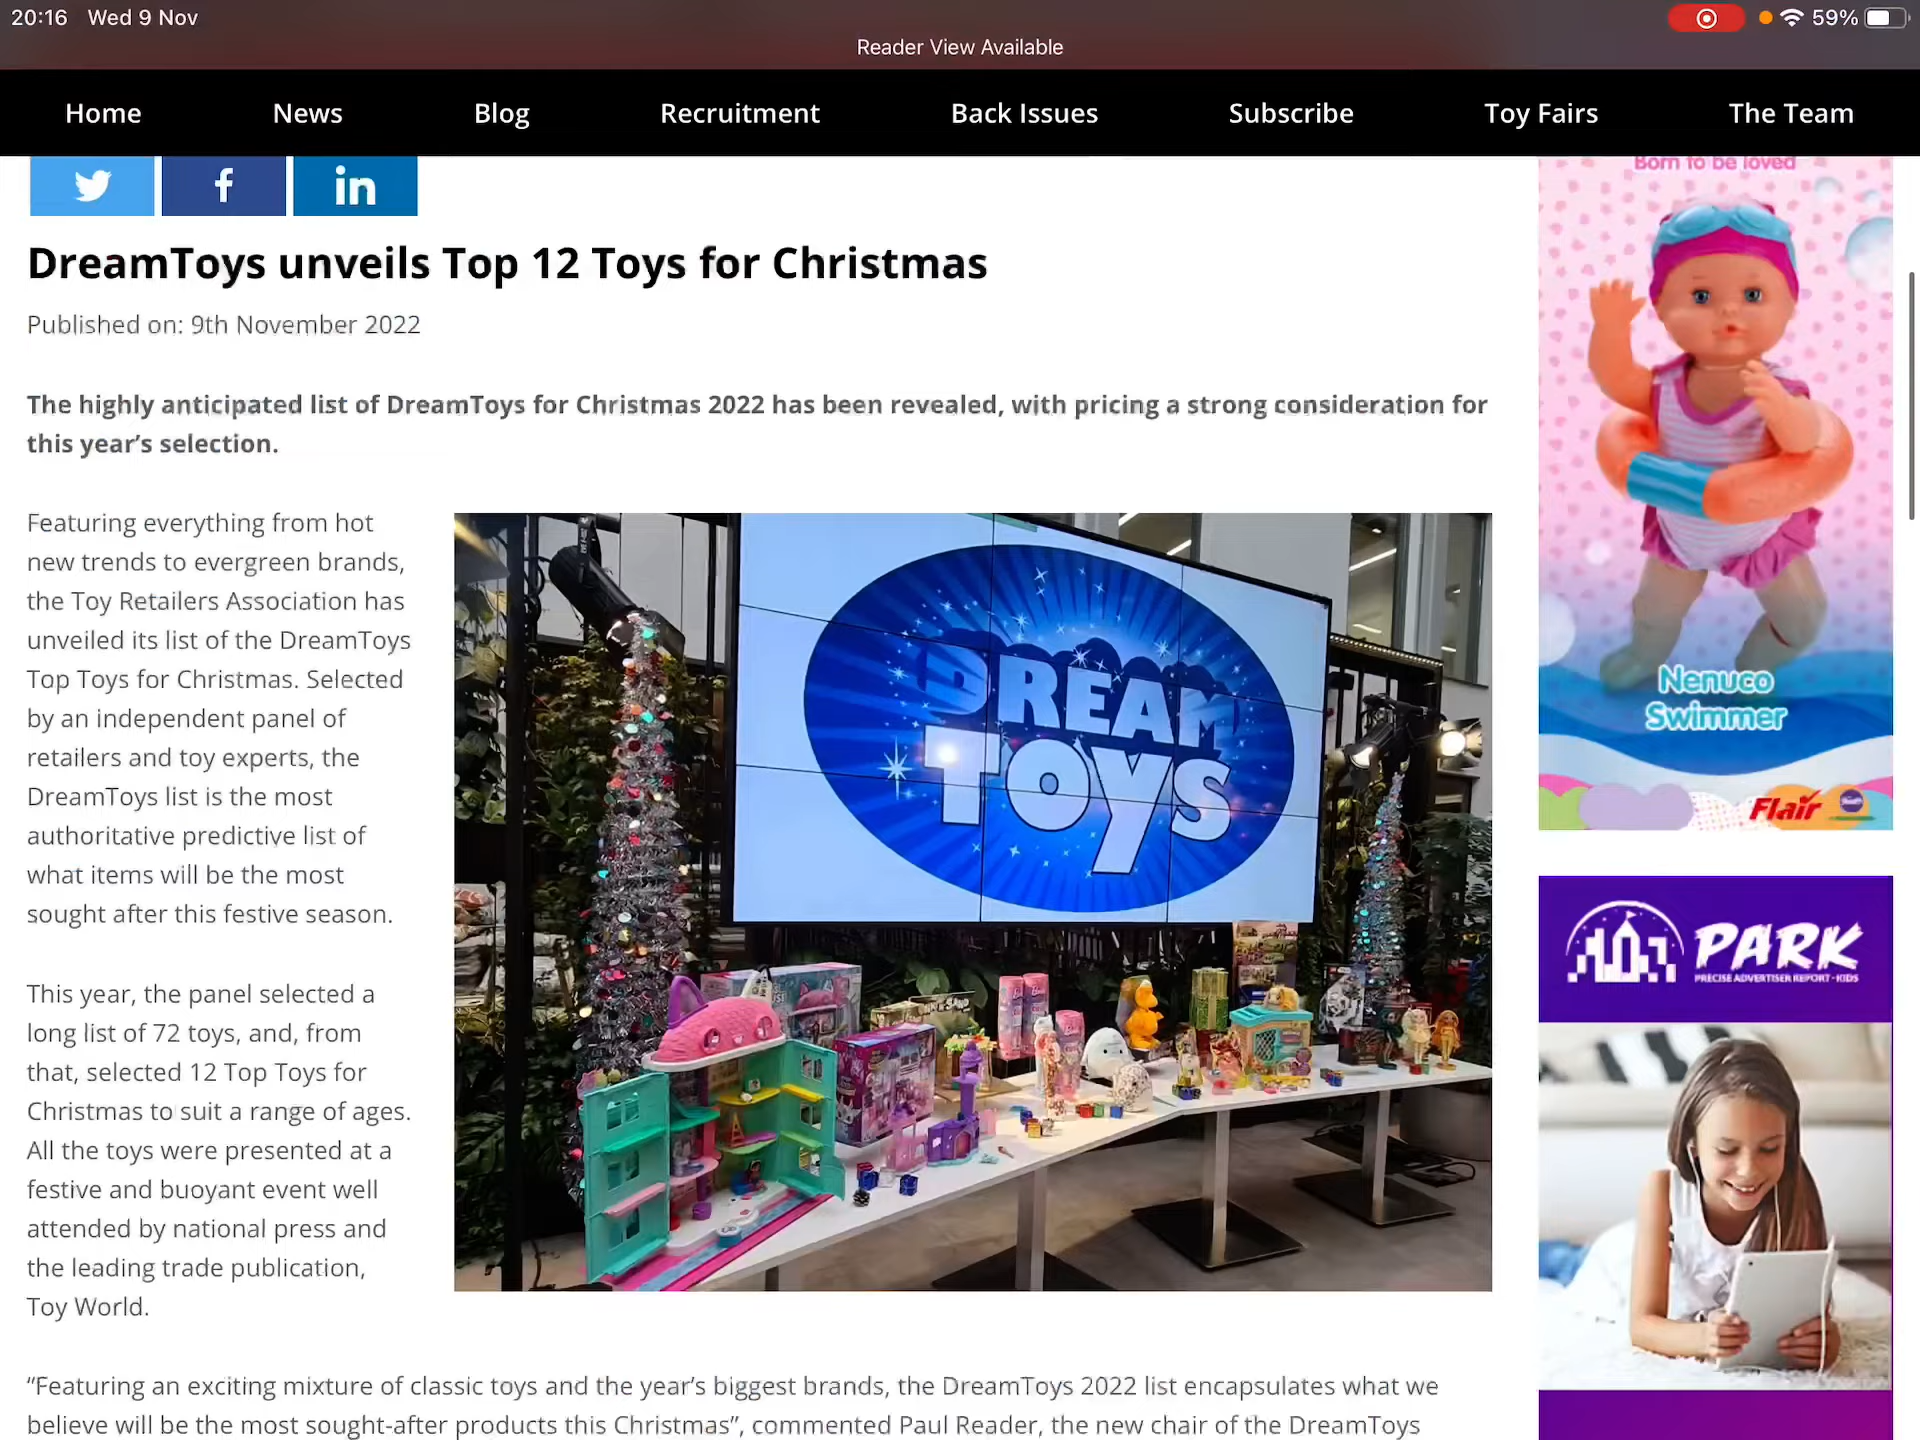 20:16 Wed 9 Nov
59%
Reader View Available
Home News Blog Recruitment Back Issues Subscribe Toy Fairs The Team
DreamToys unveils Top 12 Toys for Christmas
Published on: 9th November 2022
The highly anticipated list of DreamToys for Christmas 2022 has been revealed, with pricing a strong consideration for
this year’s selection.
Featuring everything from hot
new trends to evergreen brands,
the Toy Retailers Association has
unveiled its list of the DreamToys
Top Toys for Christmas. Selected
by an independent panel of
retailers and toy experts, the
DreamToys list is the most
authoritative predictive list of
what items will be the most
sought after this festive season.
This year, the panel selected a
long list of 72 toys, and, from
that, selected 12 Top Toys for
Christmas to suit a range of ages.
All the toys were presented at a
festive and buoyant event well
attended by national press and
the leading trade publication,
Toy World.
DREAM
TOYS
“Featuring an exciting mixture of classic toys and the year’s biggest brands, the DreamToys 2022 list encapsulates what we
believe will be the most sought-after products this Christmas”, commented Paul Reader, the new chair of the DreamToys
Born to be loved
Nenuco
Swimmer
Flair
PARK
PRECISE ADVERTISER REPORT - KIDS